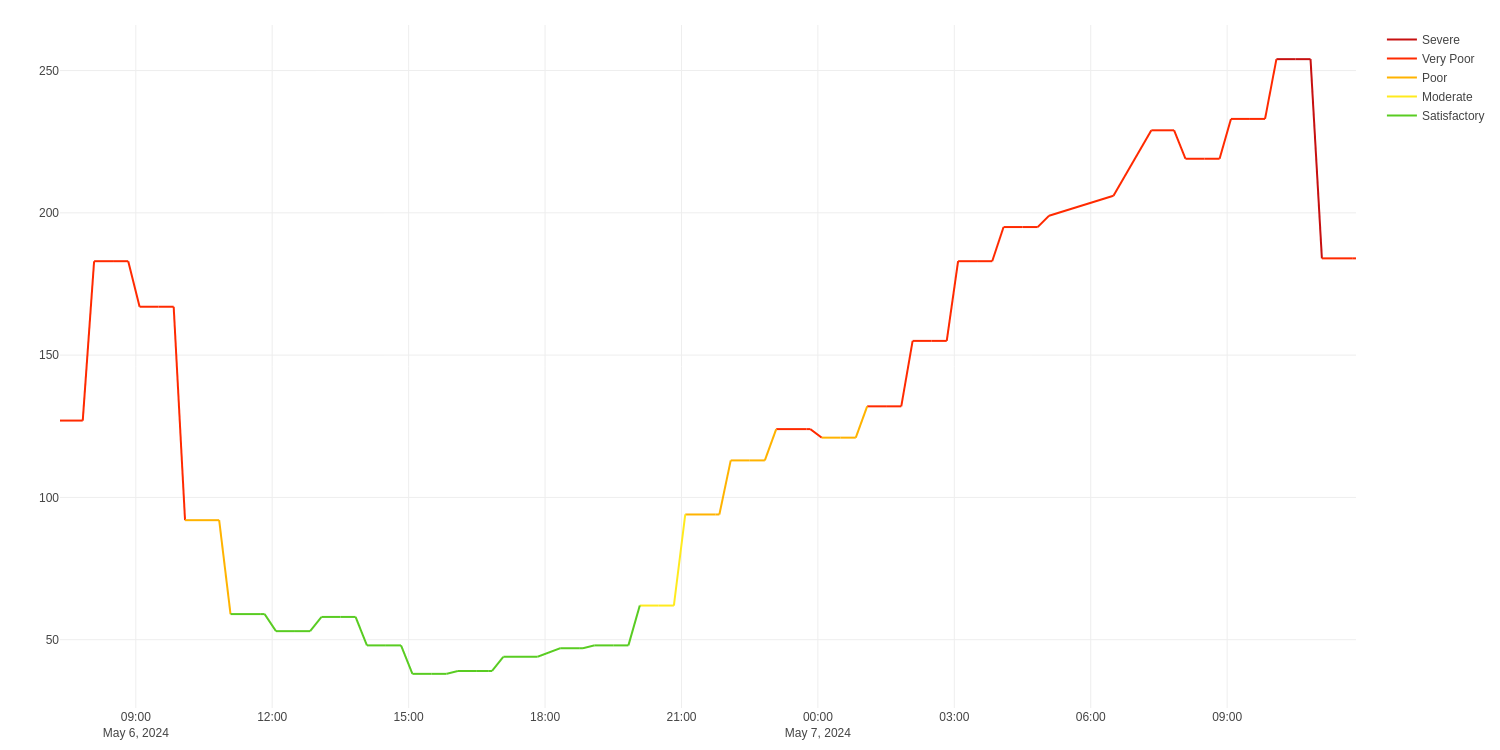 250
200
150
100
50
09:00
May 6, 2024
12:00
15:00
18:00
21:00
00:00
May 7, 2024
03:00
06:00
09:00
Severe
Very Poor
Poor
Moderate
Satisfactory